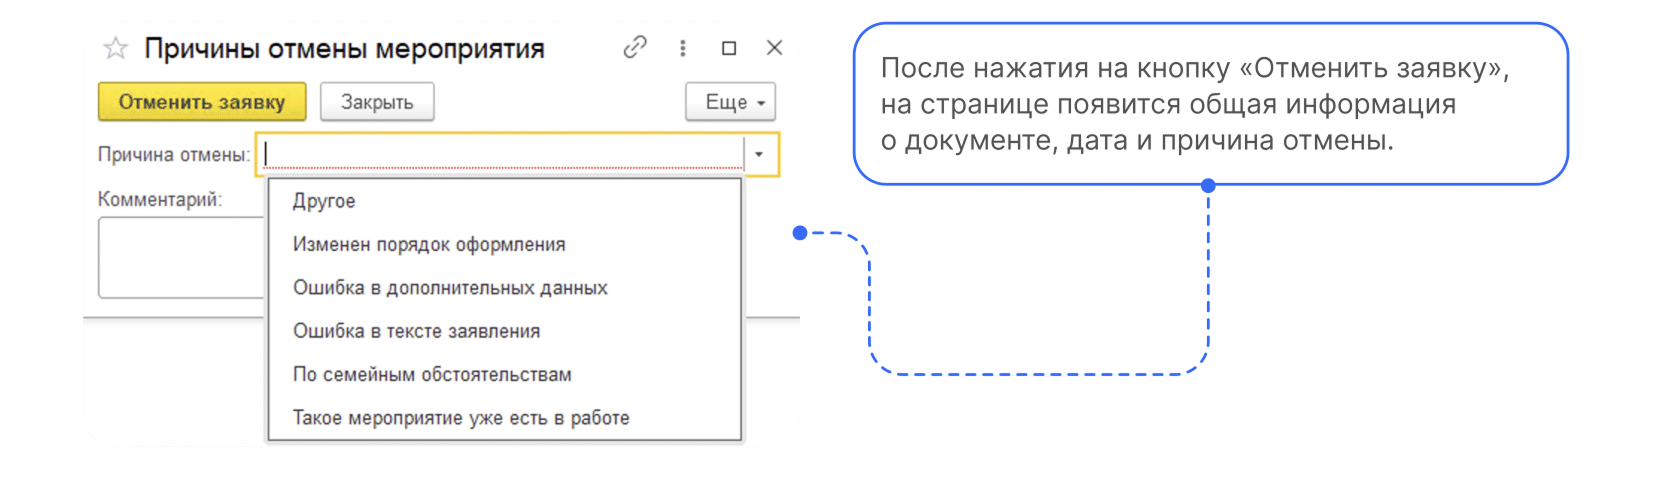 Причины отмены мероприятия
Отменить заявку
Закрыть
Еще
Причина отмены:
Комментарий:
Другое
Изменен порядок оформления
Ошибка в дополнительных данных
Ошибка в тексте заявления
По семейным обстоятельствам
Такое мероприятие уже есть в работе
После нажатия на кнопку «Отменить заявку»,
на странице появится общая информация
о документе, дата и причина отмены.